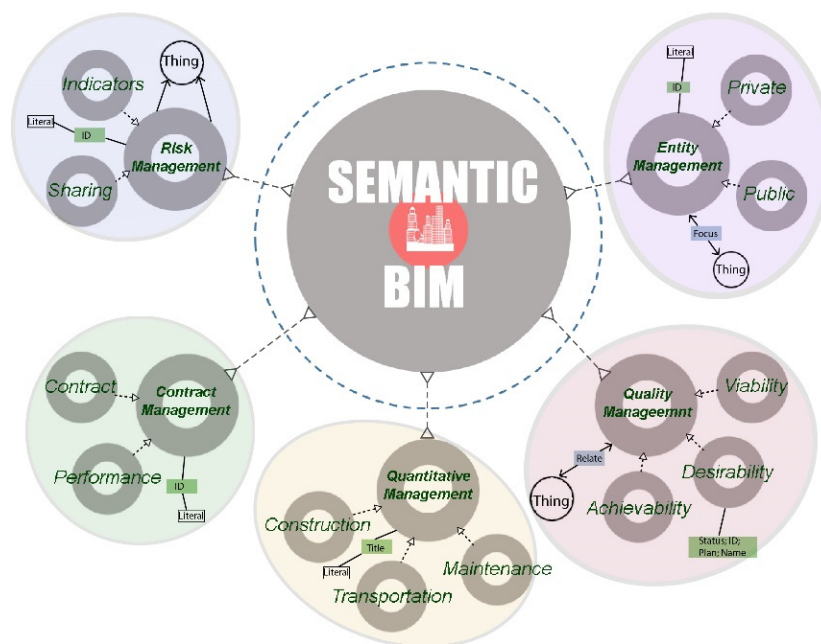 Thing
Indicators
Literal
ID
Risk
Management
Sharing
SEMANTIC
BIM
Literal
ID
Private
Entity
Management
Public
Focus
Thing
Contract
Contract
Management
Performance
ID
Literal
Quantitative
Management
Construction
Title
Literal
Maintenance
Transportation
Quality
Manageemnt
Viability
Relate
Desirability
Thing
Achievability
Status; ID;
Plan; Name